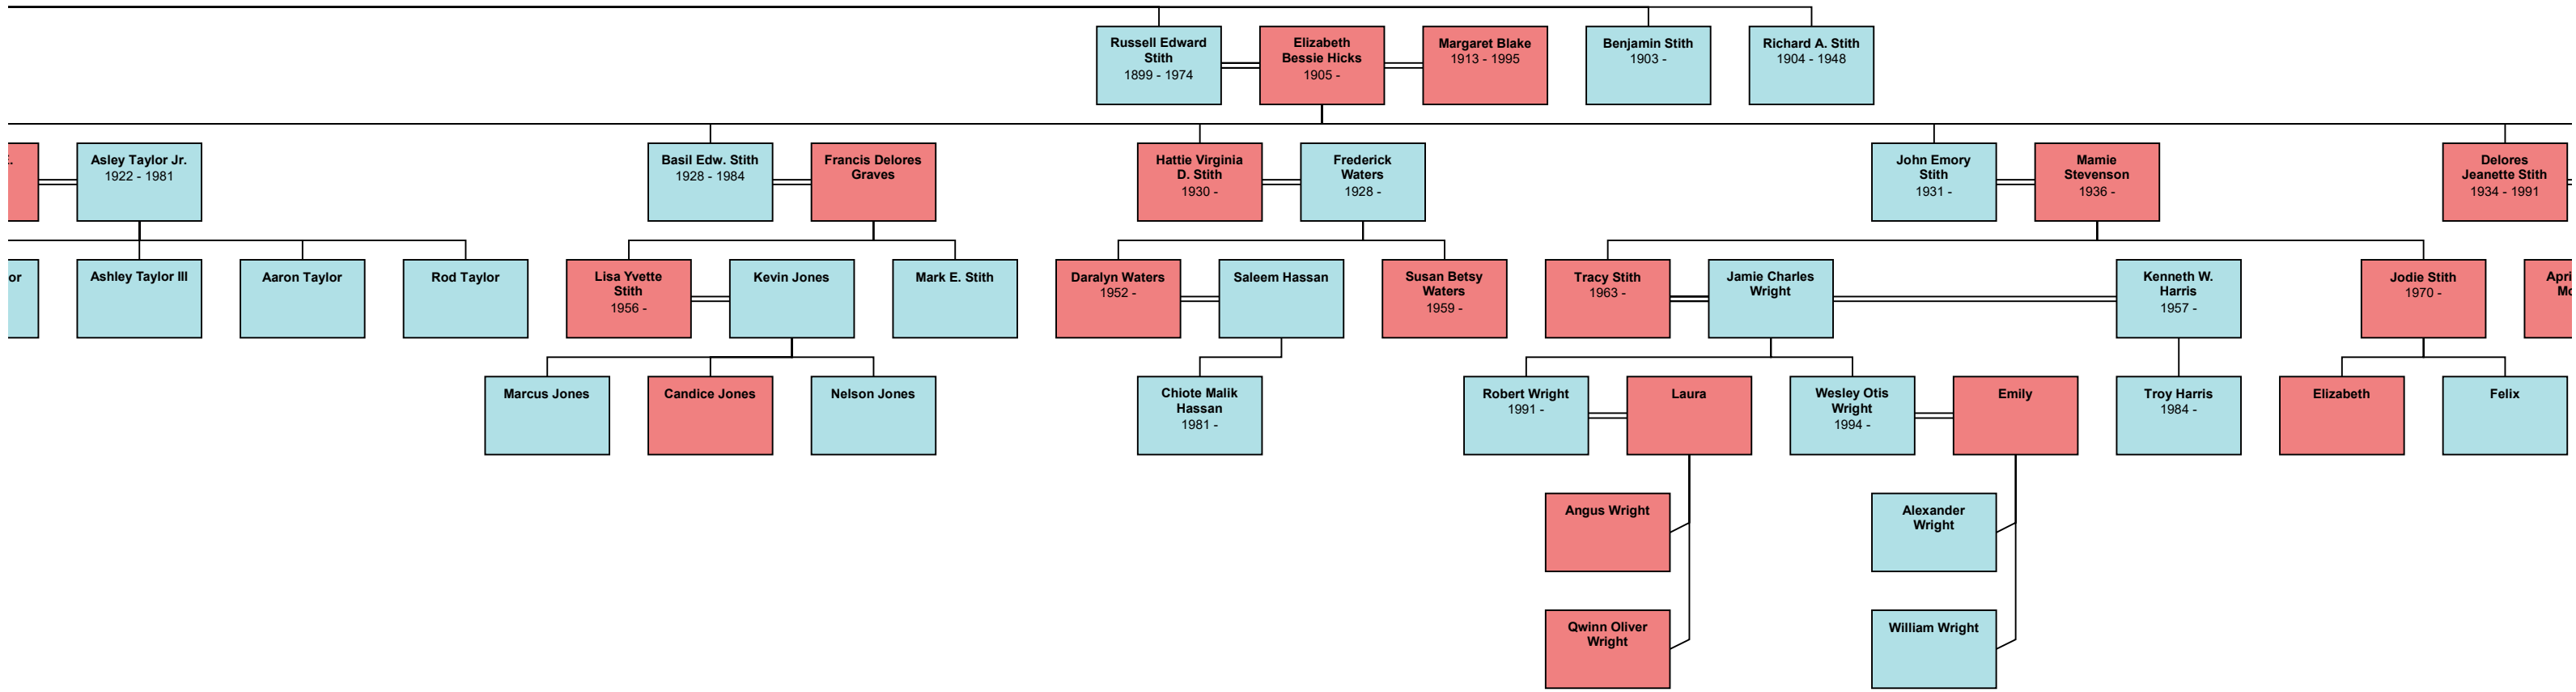 Russell Edward
Stith
1899 - 1974
Elizabeth
Bessie Hicks
1905 -
Margaret Blake
1913 - 1995
Benjamin Stith
1903 -
Richard A. Stith
1904 - 1948
Asley Taylor Jr.
1922 - 1981
Basil Edw. Stith
1928 - 1984
Francis Delores
Graves
Hattie Virginia
D. Stith
1930 -
Frederick
Waters
1928 -
John Emory
Stith
1931 -
Mamie
Stevenson
1936 -
Delores
Jeanette Stith
1934 - 1991
or
Ashley Taylor III
Aaron Taylor
Rod Taylor
Lisa Yvette
Stith
1956 -
Kevin Jones
Mark E. Stith
Daralyn Waters
1952 -
Saleem Hassan
Susan Betsy
Waters
1959 -
Tracy Stith
1963 -
Jamie Charles
Wright
Kenneth W.
Harris
1957 -
Jodie Stith
1970 -
Apri
Mc
Marcus Jones
Candice Jones
Nelson Jones
Chiote Malik
Hassan
1981 -
Robert Wright
1991 -
Laura
Wesley Otis
Wright
1994 -
Emily
Troy Harris
1984 -
Elizabeth
Felix
Angus Wright
Alexander
Wright
Qwinn Oliver
Wright
William Wright